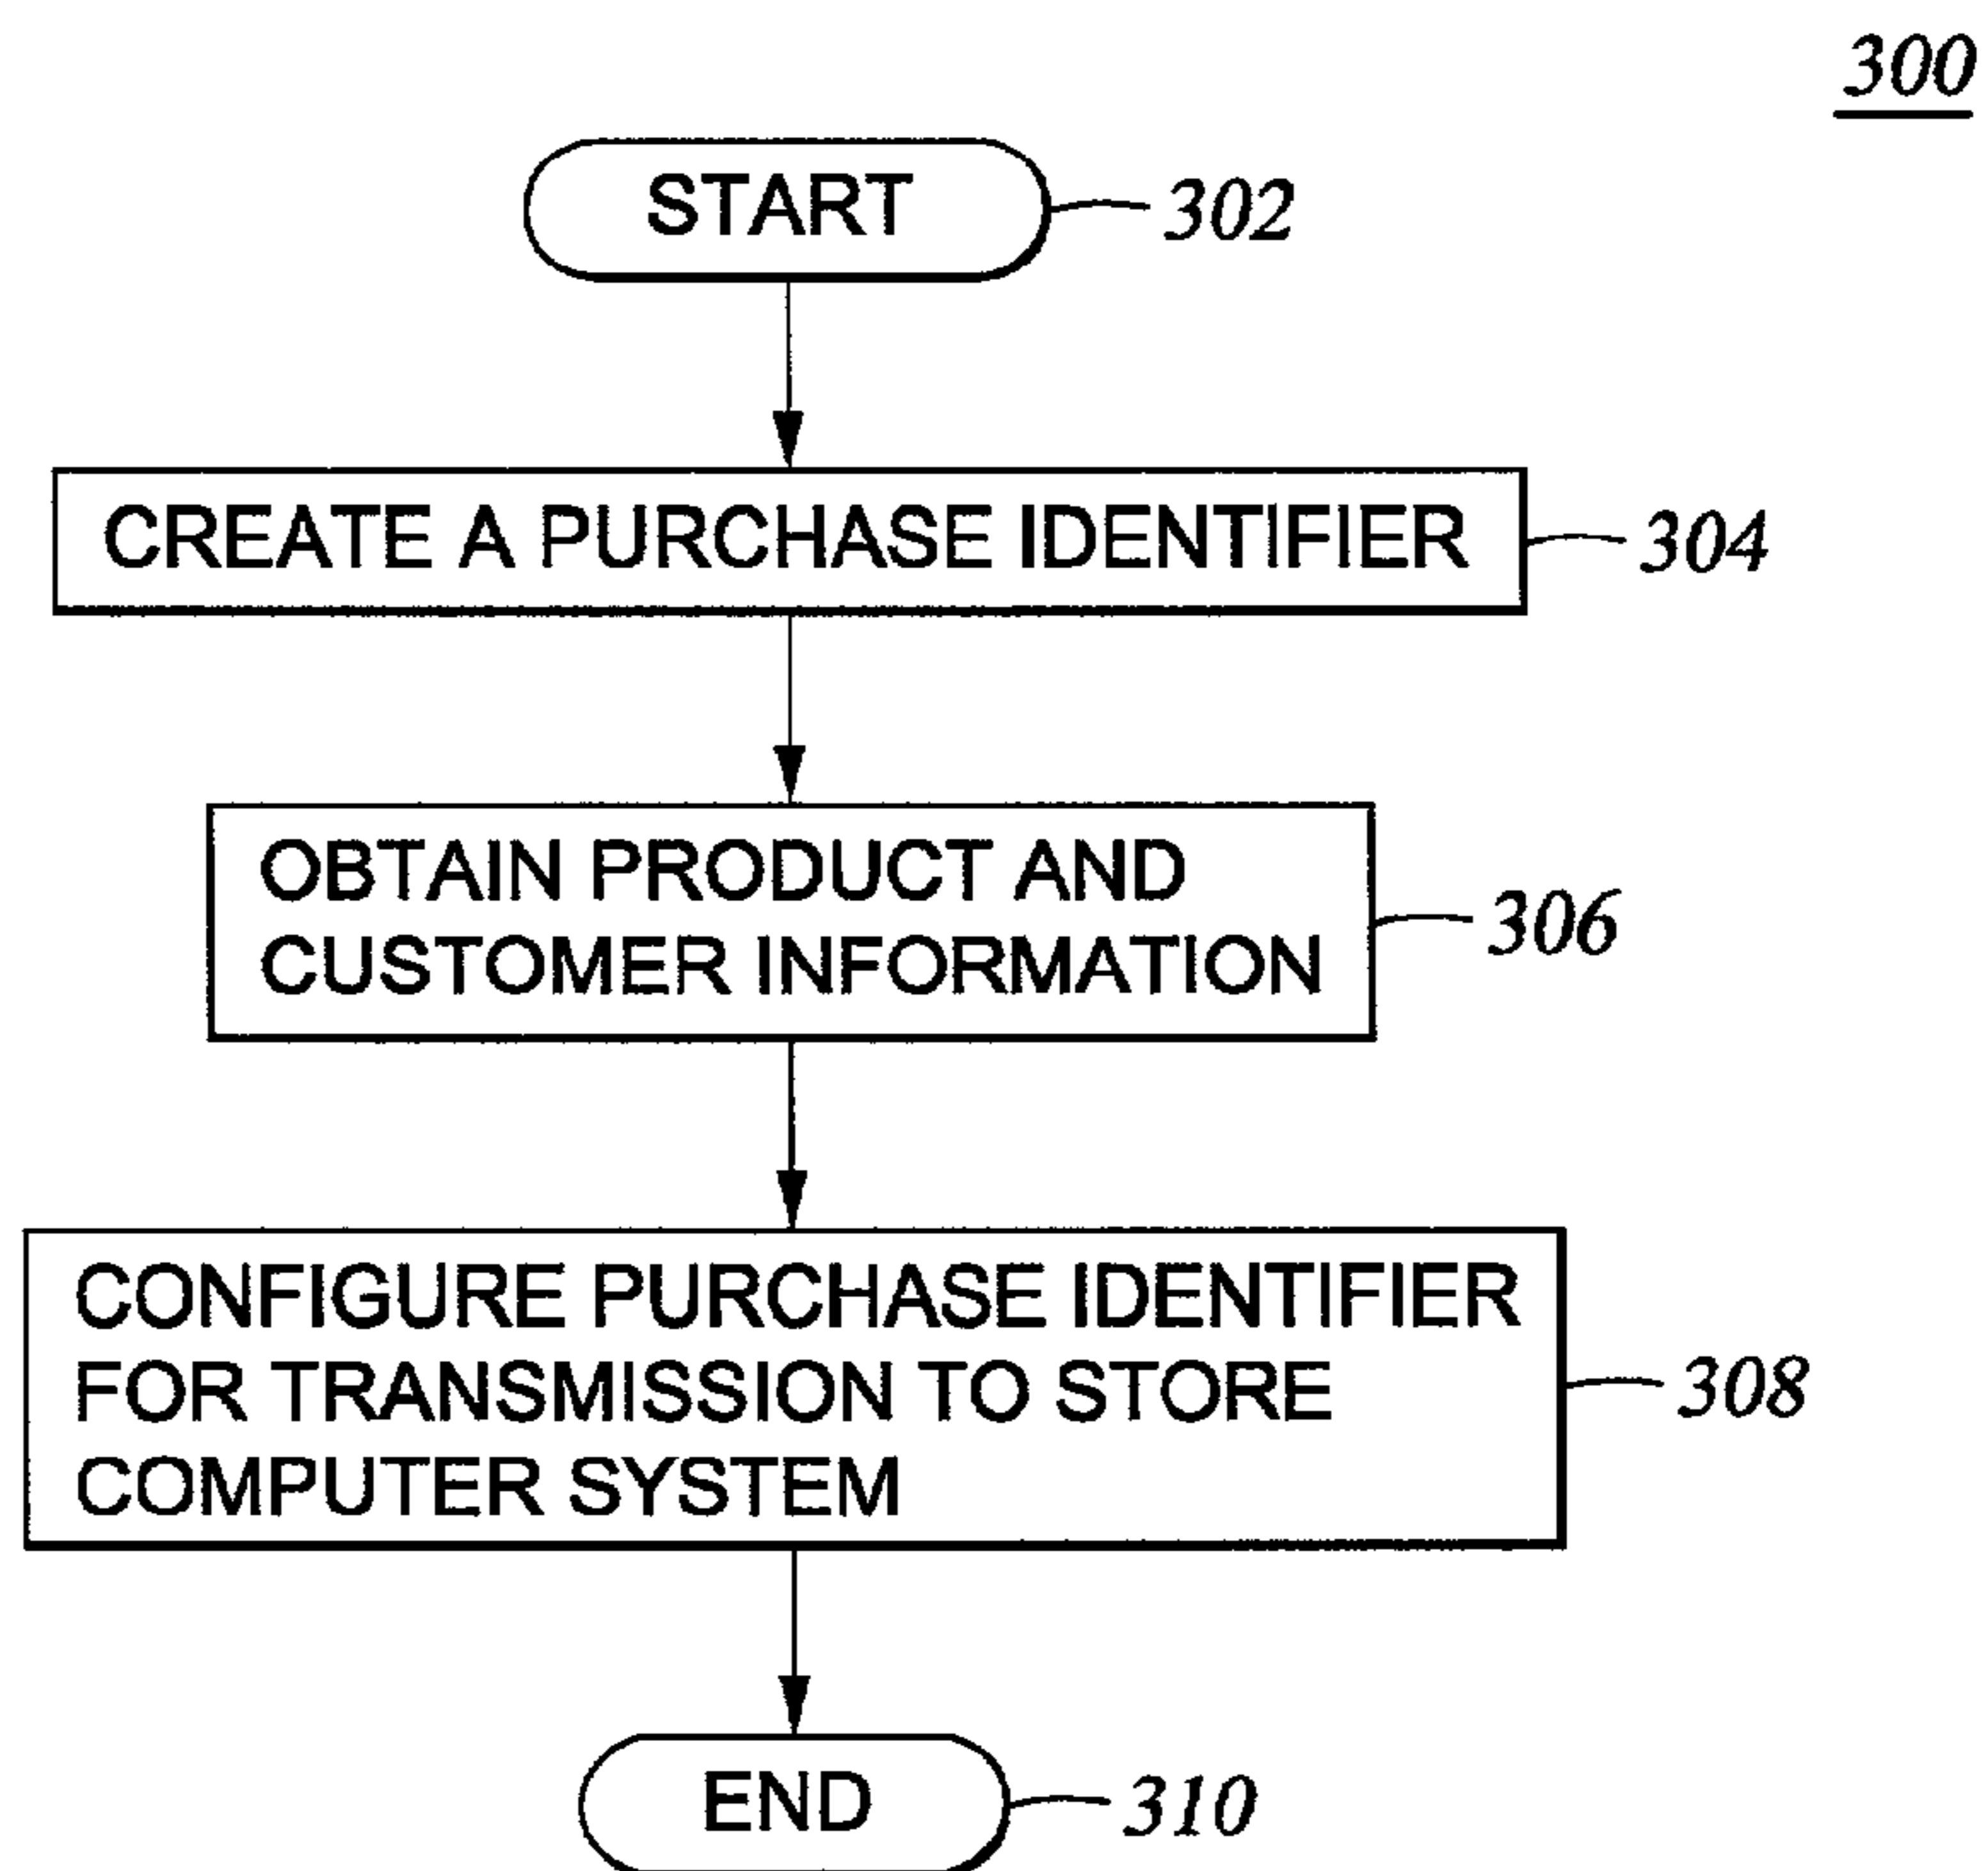 300
START
302
CREATE A PURCHASE IDENTIFIER
304
OBTAIN PRODUCT AND
CUSTOMER INFORMATION
306
CONFIGURE PURCHASE IDENTIFIER
FOR TRANSMISSION TO STORE
COMPUTER SYSTEM
308
END
310